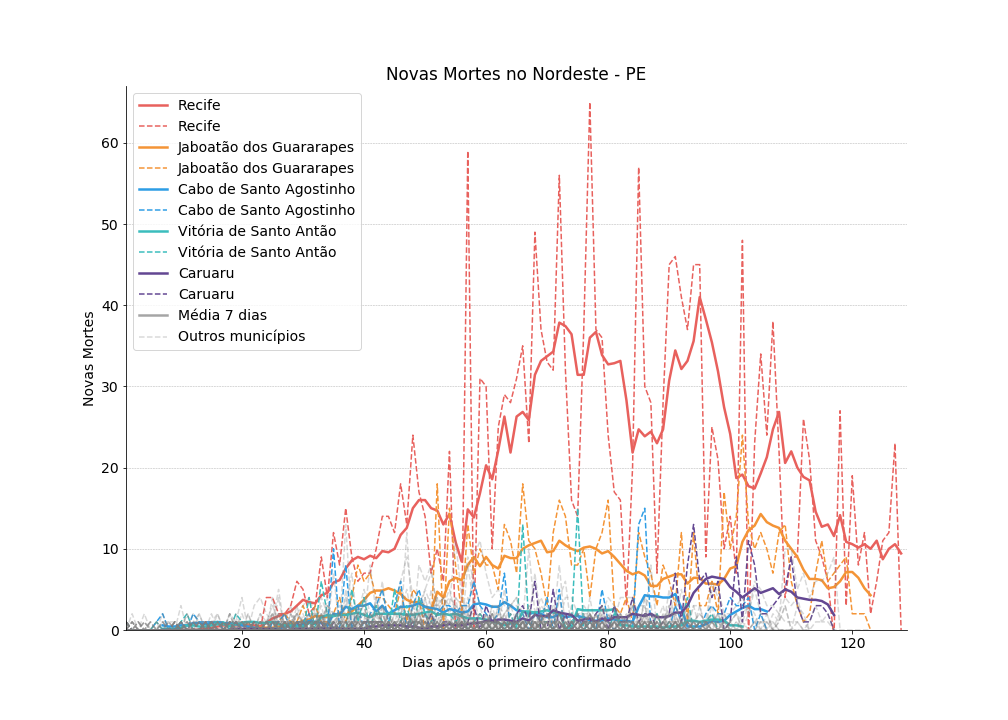 Novas Mortes no Nordeste - PE
Recife
Recife
Jaboatão dos Guararapes
Jaboatão dos Guararapes
Cabo de Santo Agostinho
Cabo de Santo Agostinho
Vitória de Santo Antão
Vitória de Santo Antão
Caruaru
Caruaru
Média 7 dias
Outros municípios
Novas Mortes
60
50
40
30
20
10
0
20
40
60
80
100
120
Dias após o primeiro confirmado